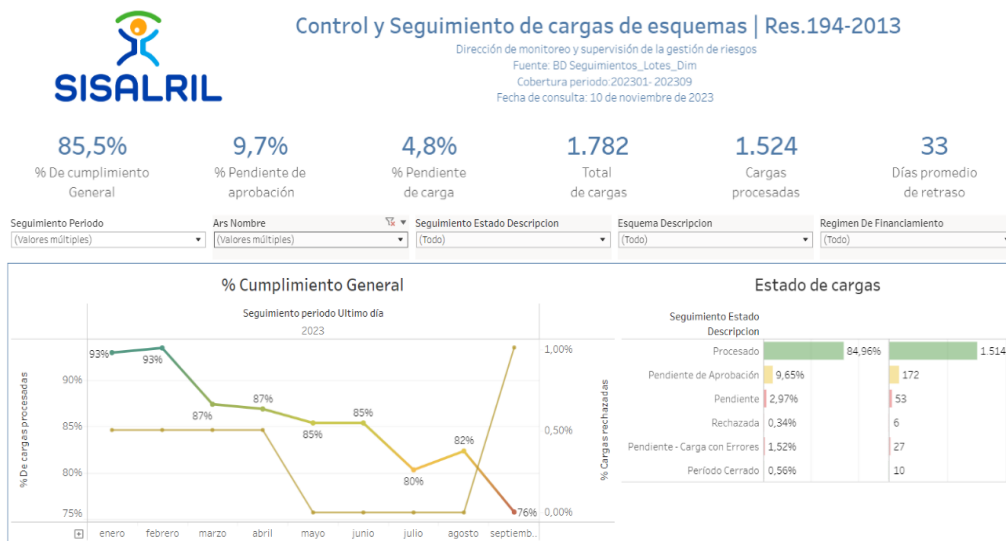 SISALRIL
Control y Seguimiento de cargas de esquemas | Res.194-2013
Dirección de monitoreo y supervisión de la gestión de riesgos
Fuente: BD Seguimientos_Lotes_Dim
Cobertura periodo:202301- 202309
Fecha de consulta: 10 de noviembre de 2023
85,5%
% De cumplimiento
General
9,7%
% Pendiente de
aprobación
4,8%
% Pendiente
de carga
1.782
Total
de cargas
1.524
Cargas
procesadas
33
Días promedio
de retraso
Seguimiento Periodo
(Valores múltiples)
Ars Nombre
(Valores múltiples)
Seguimiento Estado Descripcion
(Todo)
Esquema Descripcion
(Todo)
Regimen De Financiamiento
(Todo)
% Cumplimiento General
Seguimiento periodo Ultimo día
2023
% De cargas procesadas
90%
85%
80%
75%
93%
93%
87%
87%
85%
85%
80%
82%
76%
1,00%
0,50%
0,00%
% Cargas rechazadas
enero
febrero
marzo
abril
mayo
junio
julio
agosto
septiemb..
Estado de cargas
Seguimiento Estado
Descripcion
Procesado 84,96% 1.514
Pendiente de Aprobación 9,65% 172
Pendiente 2,97% 53
Rechazada 0,34% 6
Pendiente - Carga con Errores 1,52% 27
Período Cerrado 0,56% 10